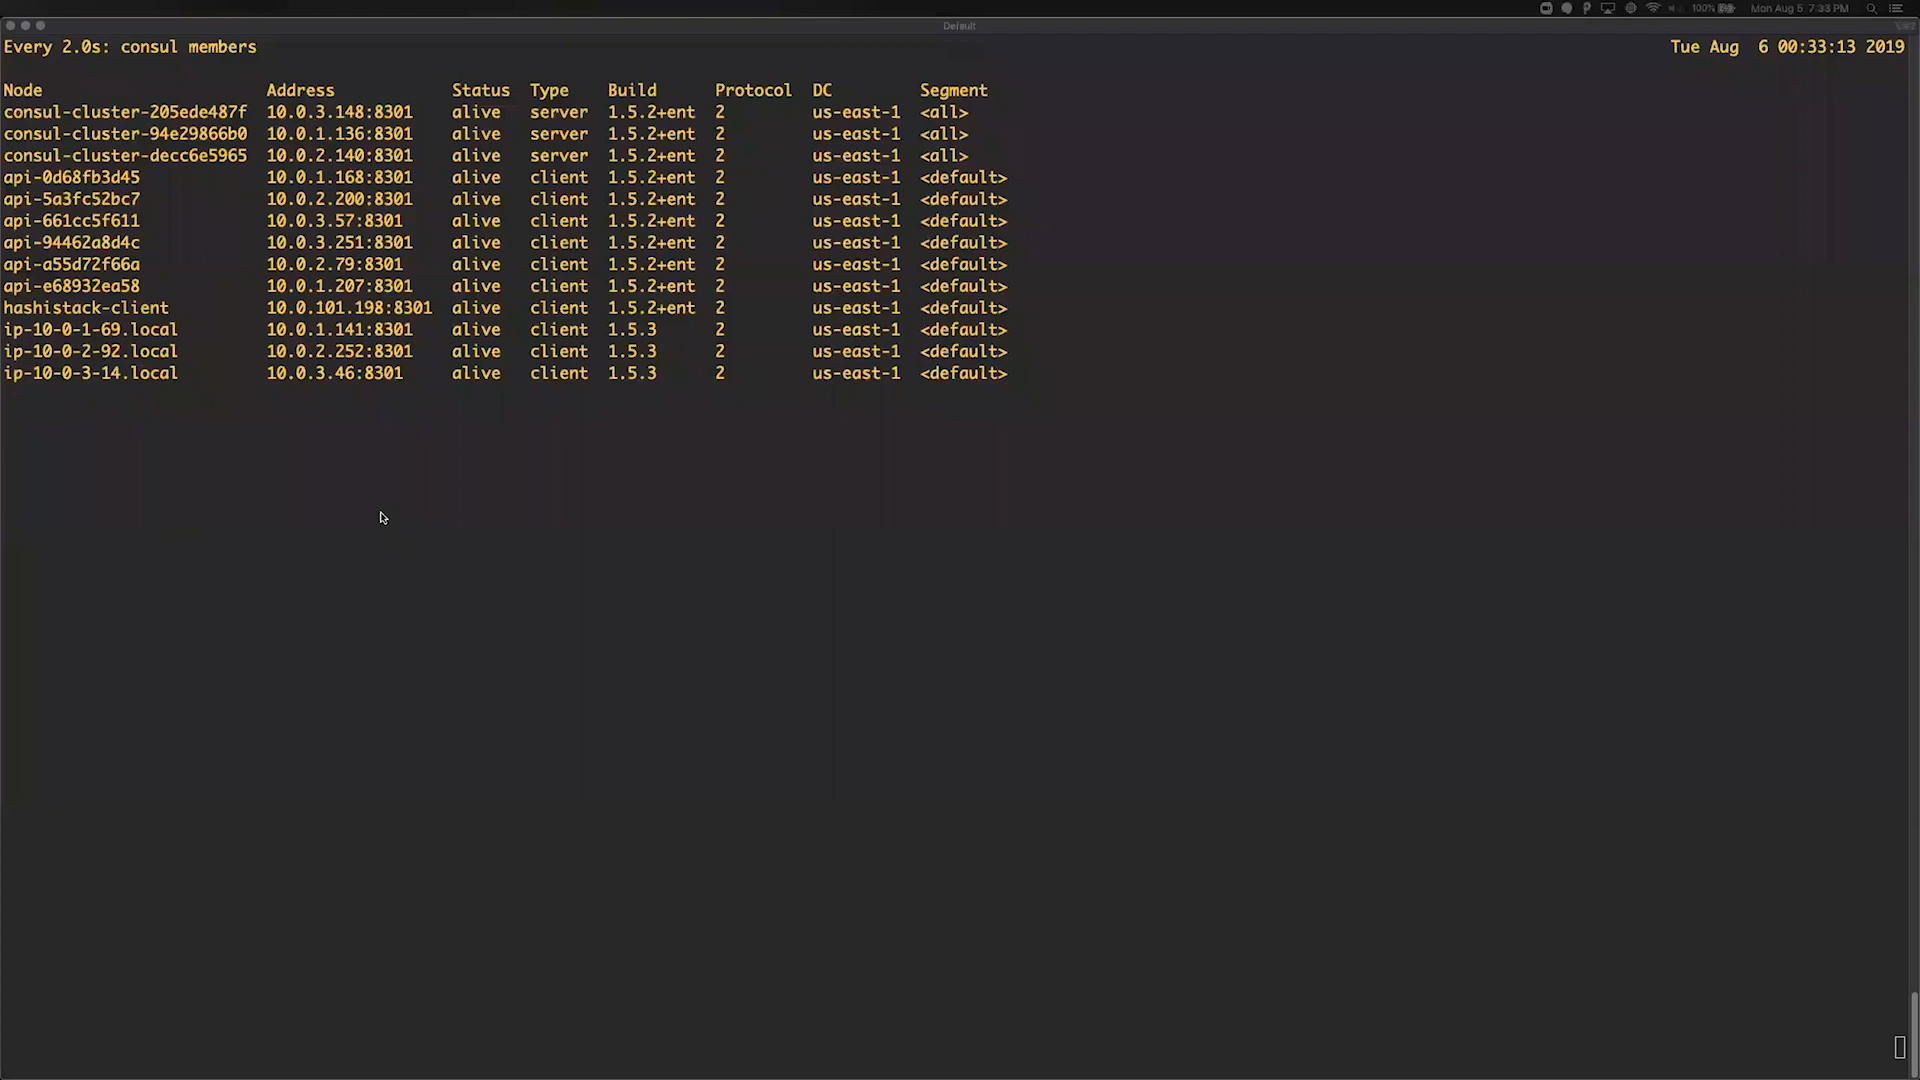 100% Mon Aug 5 7:33 PM
Default
Every 2.0s: consul members Tue Aug 6 00:33:13 2019
Node Address Status Type Build Protocol DC Segment
consul-cluster-205ede487f 10.0.3.148:8301 alive server 1.5.2+ent 2 us-east-1 <all>
consul-cluster-94e29866b0 10.0.1.136:8301 alive server 1.5.2+ent 2 us-east-1 <all>
consul-cluster-decc6e5965 10.0.2.140:8301 alive server 1.5.2+ent 2 us-east-1 <all>
api-0d68fb3d45 10.0.1.168:8301 alive client 1.5.2+ent 2 us-east-1 <default>
api-5a3fc52bc7 10.0.2.200:8301 alive client 1.5.2+ent 2 us-east-1 <default>
api-661cc5f611 10.0.3.57:8301 alive client 1.5.2+ent 2 us-east-1 <default>
api-94462a8d4c 10.0.3.251:8301 alive client 1.5.2+ent 2 us-east-1 <default>
api-a55d72f66a 10.0.2.79:8301 alive client 1.5.2+ent 2 us-east-1 <default>
api-e68932ea58 10.0.1.207:8301 alive client 1.5.2+ent 2 us-east-1 <default>
hashistack-client 10.0.101.198:8301 alive client 1.5.2+ent 2 us-east-1 <default>
ip-10-0-1-69.local 10.0.1.141:8301 alive client 1.5.3 2 us-east-1 <default>
ip-10-0-2-92.local 10.0.2.252:8301 alive client 1.5.3 2 us-east-1 <default>
ip-10-0-3-14.local 10.0.3.46:8301 alive client 1.5.3 2 us-east-1 <default>